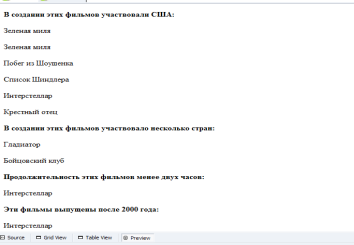 В создании этих фильмов участвовали США:
Зеленая миля
Зеленая миля
Побег из Шоушенка
Список Шиндлера
Интерстеллар
Крестный отец
В создании этих фильмов участвовало несколько стран:
Гладиатор
Бойцовский клуб
Продолжительность этих фильмов менее двух часов:
Интерстеллар
Эти фильмы выпущены после 2000 года:
Интерстеллар
Source Grid View Table View Preview